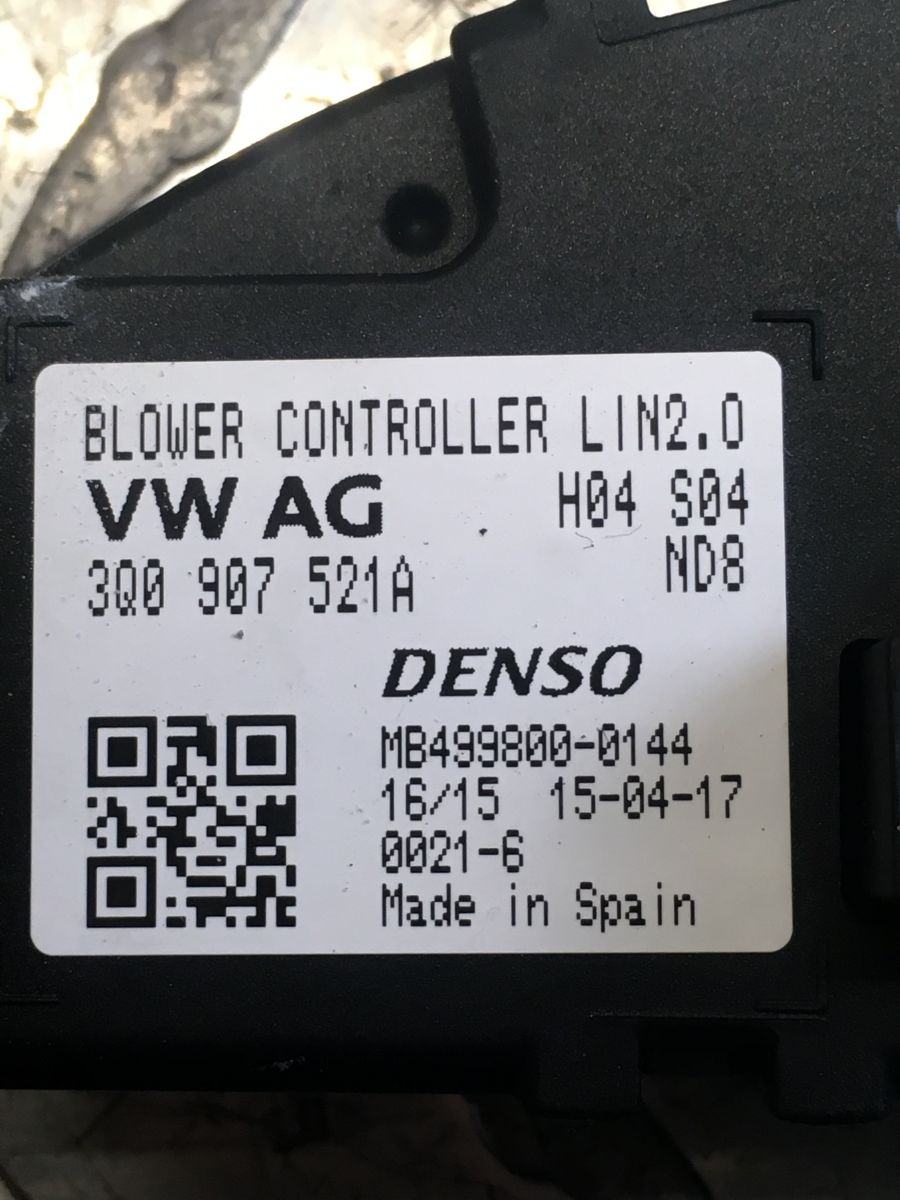 BLOWER CONTROLLER LIN2.0
VW AG H04 S04
3Q0 907 521A ND8
DENSO
MB499800-0144
16/15 15-04-17
0021-6
Made in Spain